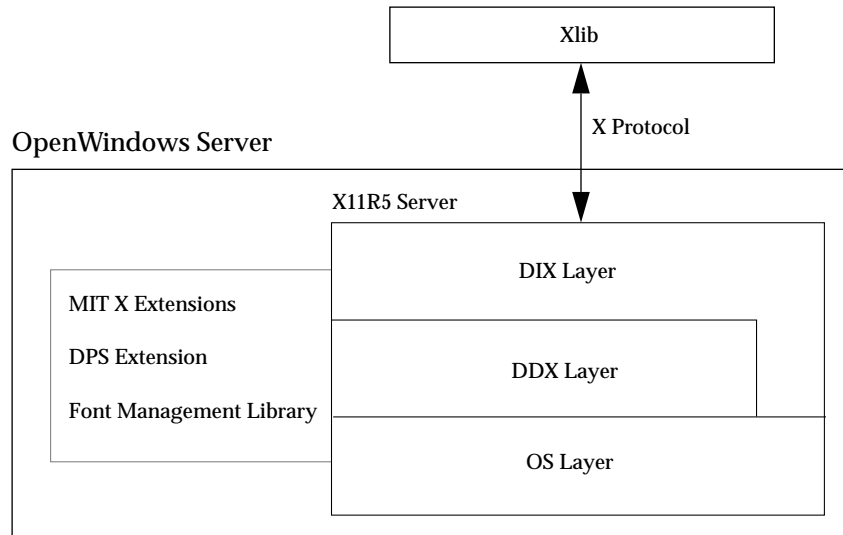 Xlib
X Protocol
OpenWindows Server
X11R5 Server
DIX Layer
MIT X Extensions
DPS Extension
DDX Layer
Font Management Library
OS Layer